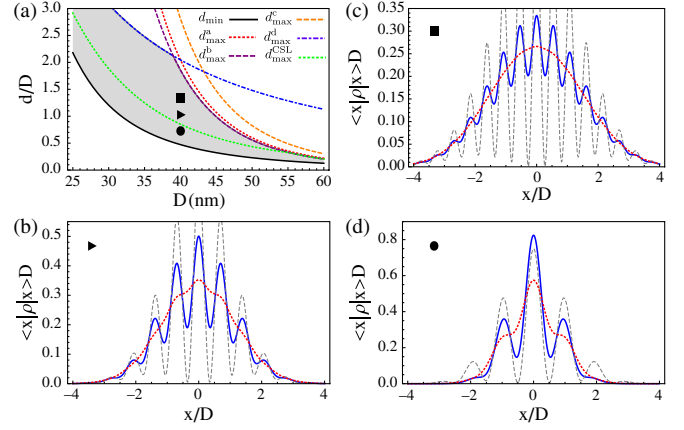 (a)
3.0
2.5
2.0
1.5
1.0
0.5
0.0
d/D
25 30 35 40 45 50 55 60
D(nm)
d_min d^c_max
d^a_max d^d_max
d^b_max d^CSL_max
(c)
0.30
0.25
0.20
0.15
0.10
0.05
0.00
<x|ρ|x>D
−4 −2 0 2 4
x/D
(b)
0.5
0.4
0.3
0.2
0.1
0.0
<x|ρ|x>D
−4 −2 0 2 4
x/D
(d)
0.8
0.6
0.4
0.2
0.0
<x|ρ|x>D
−4 −2 0 2 4
x/D